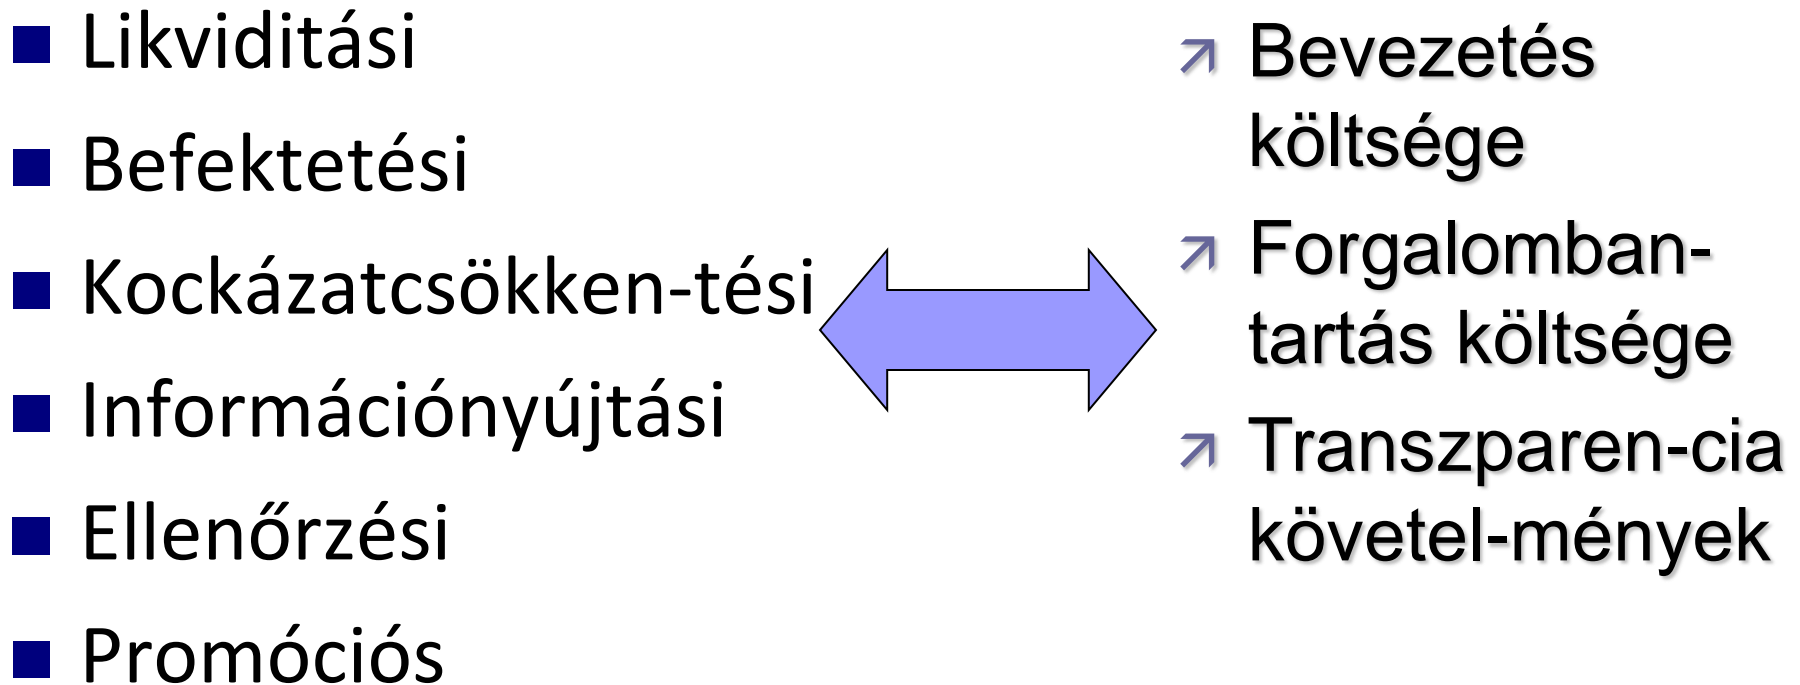 Likviditási
Befektetési
Kockázatcsökken-tési
Információnyújtási
Ellenőrzési
Promóciós
Bevezetés
költsége
Forgalomban-
tartás költsége
Transzparen-cia
követel-mények